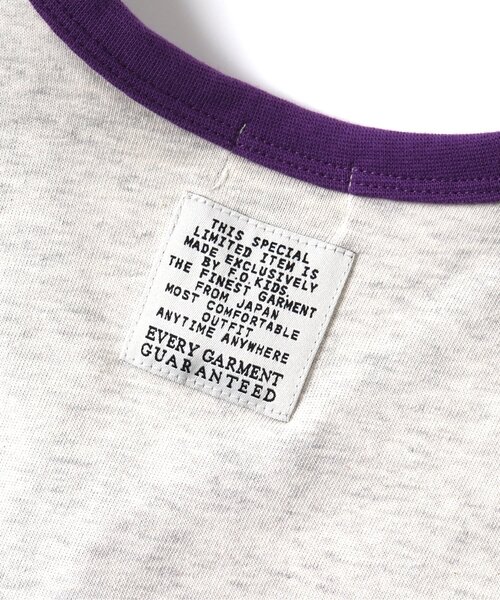 THIS SPECIAL
LIMITED ITEM IS
MADE EXCLUSIVELY
BY F.O.KIDS.
THE FINEST GARMENT
FROM JAPAN
MOST COMFORTABLE
OUTFIT
ANYTIME ANYWHERE
EVERY GARMENT
GUARANTEED